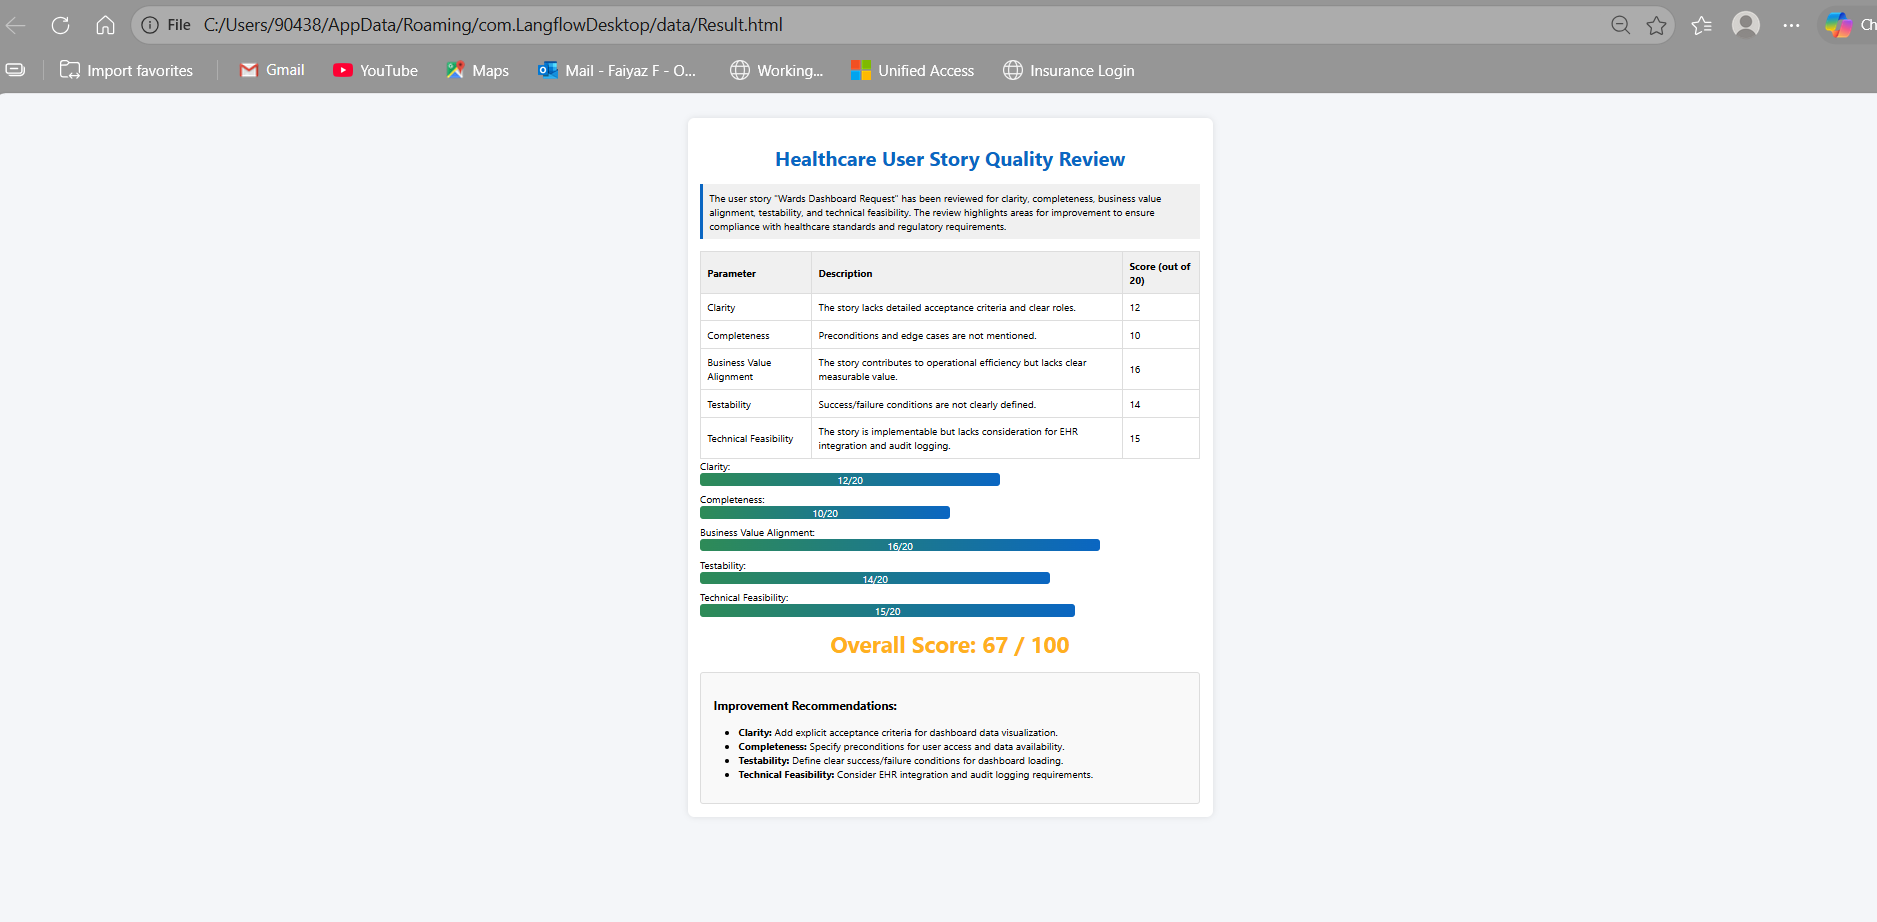 File C:/Users/90438/AppData/Roaming/com.LangflowDesktop/data/Result.html
Import favorites Gmail YouTube Maps Mail - Faiyaz F - O... Working... Unified Access Insurance Login
Healthcare User Story Quality Review
The user story "Wards Dashboard Request" has been reviewed for clarity, completeness, business value
alignment, testability, and technical feasibility. The review highlights areas for improvement to ensure
compliance with healthcare standards and regulatory requirements.
Parameter Description Score (out of
20)
Clarity The story lacks detailed acceptance criteria and clear roles. 12
Completeness Preconditions and edge cases are not mentioned. 10
Business Value
Alignment
The story contributes to operational efficiency but lacks clear
measurable value.
16
Testability Success/failure conditions are not clearly defined. 14
Technical Feasibility
The story is implementable but lacks consideration for EHR
integration and audit logging.
15
Clarity:
12/20
Completeness:
10/20
Business Value Alignment:
16/20
Testability:
14/20
Technical Feasibility:
15/20
Overall Score: 67 / 100
Improvement Recommendations:
• Clarity: Add explicit acceptance criteria for dashboard data visualization.
• Completeness: Specify preconditions for user access and data availability.
• Testability: Define clear success/failure conditions for dashboard loading.
• Technical Feasibility: Consider EHR integration and audit logging requirements.